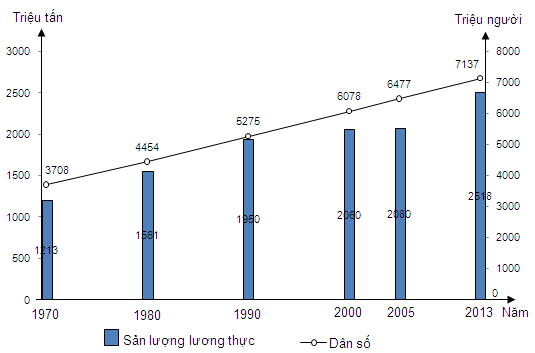 Triệu tấn Triệu người
3000 8000
7137
7000
2500 6477
6078 6000
5275
2000 5000
4454
1500 3708 4000
3000
1000 1213 1561 1950 2060 2080 2518
2000
500
1000
0 0
1970 1980 1990 2000 2005 2013 Năm
Sản lượng lương thực Dân số